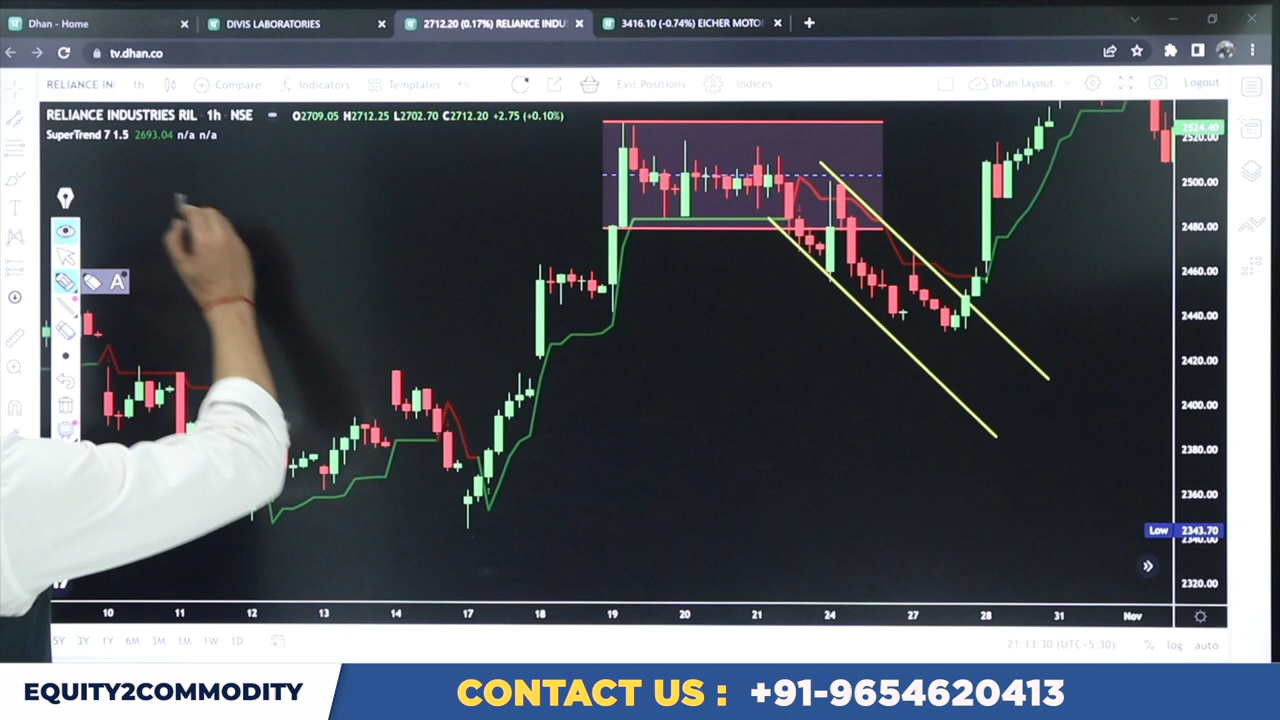 Dhan - Home
DIVIS LABORATORIES
2712.20 (0.17%) RELIANCE INDU
3416.10 (-0.74%) EICHER MOTO
tv.dhan.co
RELIANCE IN
1h
Compare
Indicators
Templates
Exit Positions
Indices
Dhan layout
Logout
RELIANCE INDUSTRIES RIL 1h NSE
O2709.05 H2712.25 L2702.70 C2712.20 +2.75 (+0.10%)
SuperTrend 7 1.5 2693.04 n/a n/a
2524.40
2520.00
2500.00
2480.00
2460.00
2440.00
2420.00
2400.00
2380.00
2360.00
Low 2343.70
2340.00
2320.00
A
10 11 12 13 14 17 18 19 20 21 24 27 28 31 Nov
5Y 3Y 1Y 6M 3M 1M 1W 1D
21:13:30 (UTC+5:30)
% log auto
EQUITY2COMMODITY
CONTACT US : +91-9654620413